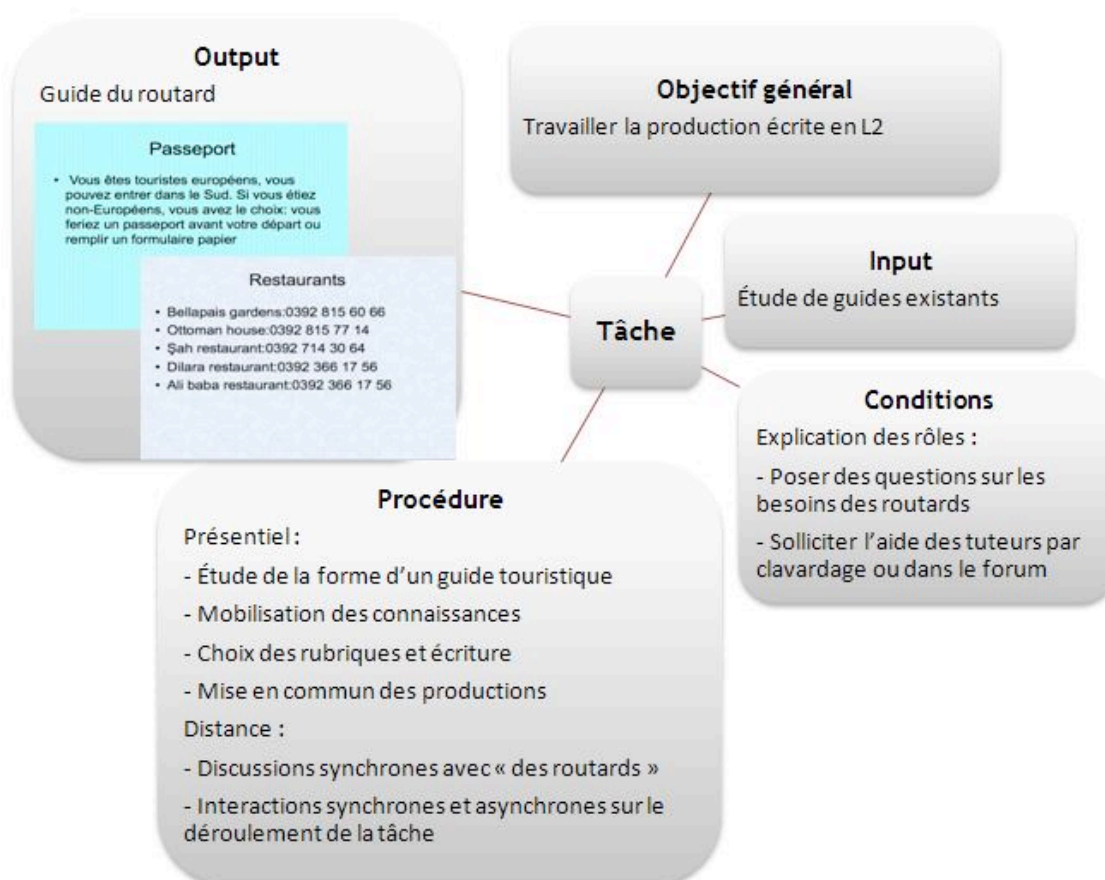 Output
Guide du routard
Passeport
• Vous êtes touristes européens, vous
pouvez entrer dans le Sud. Si vous étiez
non-Européens, vous avez le choix: vous
feriez un passeport avant votre départ ou
remplir un formulaire papier
Restaurants
• Bellapais gardens:0392 815 60 66
• Ottoman house:0392 815 77 14
• Şah restaurant:0392 714 30 64
• Dilara restaurant:0392 366 17 56
• Ali baba restaurant:0392 366 17 56
Objectif général
Travailler la production écrite en L2
Input
Étude de guides existants
Tâche
Conditions
Explication des rôles :
- Poser des questions sur les
besoins des routards
- Solliciter l'aide des tuteurs par
clavardage ou dans le forum
Procédure
Présentiel :
- Étude de la forme d'un guide touristique
- Mobilisation des connaissances
- Choix des rubriques et écriture
- Mise en commun des productions
Distance :
- Discussions synchrones avec « des routards »
- Interactions synchrones et asynchrones sur le
déroulement de la tâche